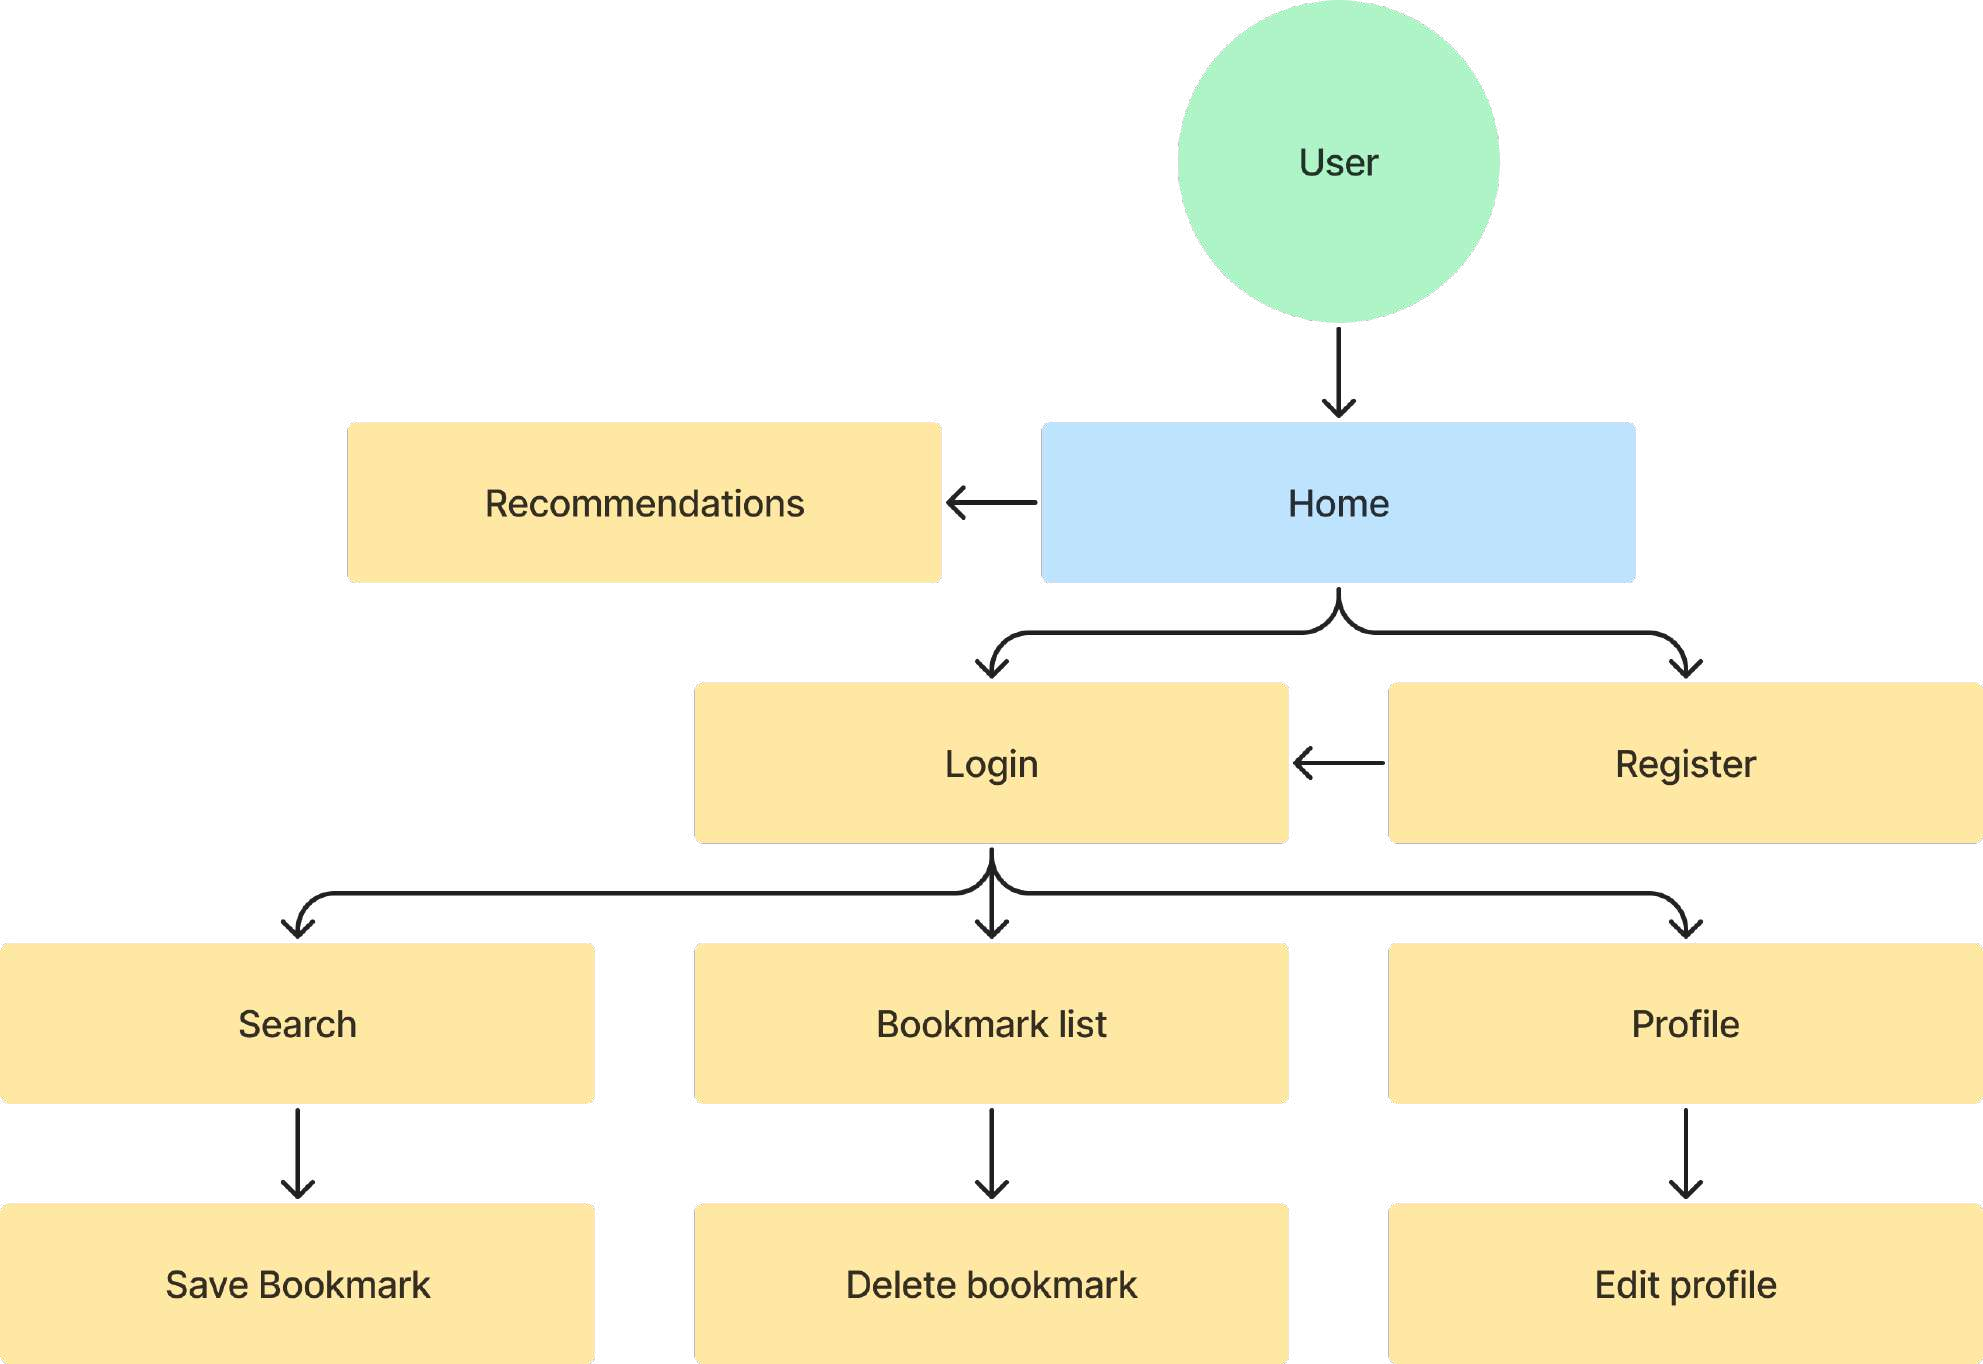 User
Recommendations
Home
Login
Register
Search
Bookmark list
Profile
Save Bookmark
Delete bookmark
Edit profile